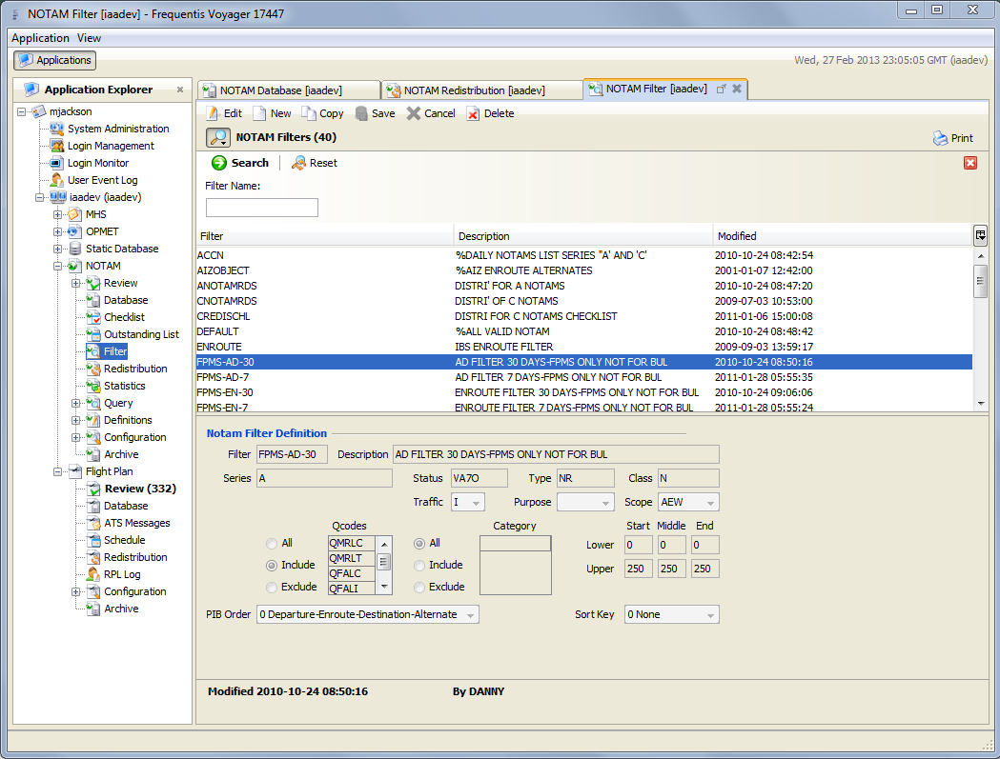 NOTAM Filter [iaadev] - Frequentis Voyager 17447
Application View
Applications
Wed, 27 Feb 2013 23:05:05 GMT (iaadev)
Application Explorer
mjackson
System Administration
Login Management
Login Monitor
User Event Log
iaadev (iaadev)
MHS
OPMET
Static Database
NOTAM
Review
Database
Checklist
Outstanding List
Filter
Redistribution
Statistics
Query
Definitions
Configuration
Archive
Flight Plan
Review (332)
Database
ATS Messages
Schedule
Redistribution
RPL Log
Configuration
Archive
NOTAM Database [iaadev] NOTAM Redistribution [iaadev] NOTAM Filter [iaadev]
Edit New Copy Save Cancel Delete
NOTAM Filters (40) Print
Search Reset
Filter Name:
Filter Description Modified
ACCN %DAILY NOTAMS LIST SERIES "A' AND 'C' 2010-10-24 08:42:54
AIZOBJECT %AIZ ENROUTE ALTERNATES 2001-01-07 12:42:00
ANOTAMRDS DISTRI' FOR A NOTAMS 2010-10-24 08:47:20
CNOTAMRDS DISTRI' OF C NOTAMS 2009-07-03 10:53:00
CREDISCHL DISTRI FOR C NOTAMS CHECKLIST 2011-01-06 15:00:08
DEFAULT %ALL VALID NOTAM 2010-10-24 08:48:42
ENROUTE IBS ENROUTE FILTER 2009-09-03 13:59:17
FPMS-AD-30 AD FILTER 30 DAYS-FPMS ONLY NOT FOR BUL 2010-10-24 08:50:16
FPMS-AD-7 AD FILTER 7 DAYS-FPMS ONLY NOT FOR BUL 2011-01-28 05:55:35
FPMS-EN-30 ENROUTE FILTER 30 DAYS-FPMS ONLY NOT FOR BUL 2010-10-24 09:06:06
FPMS-EN-7 ENROUTE FILTER 7 DAYS-FPMS ONLY NOT FOR BUL 2011-01-28 05:55:24
Notam Filter Definition
Filter FPMS-AD-30 Description AD FILTER 30 DAYS-FPMS ONLY NOT FOR BUL
Series A Status VA7O Type NR Class N
Traffic I Purpose Scope AEW
Qcodes Category Start Middle End
All QMRLC All Lower 0 0 0
Include QMRLT Include
QFALC Upper 250 250 250
Exclude QFALI Exclude
PIB Order 0 Departure-Enroute-Destination-Alternate Sort Key 0 None
Modified 2010-10-24 08:50:16 By DANNY